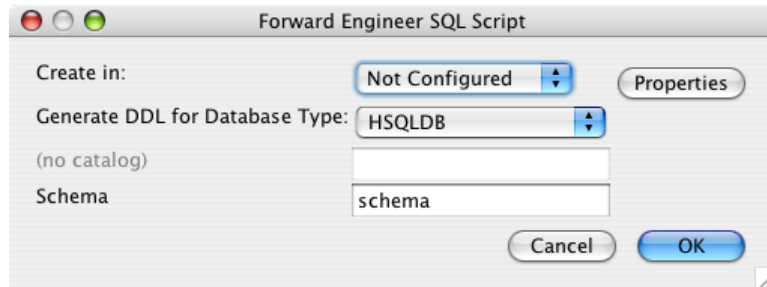 Forward Engineer SQL Script
Create in: Not Configured Properties
Generate DDL for Database Type: HSQLDB
(no catalog)
Schema schema
Cancel OK